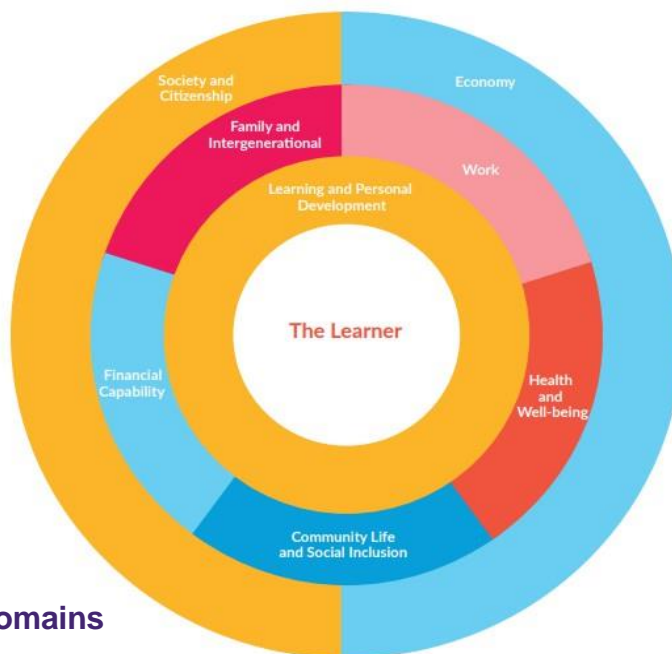 Society and
Citizenship
Economy
Family and
Intergenerational
Work
Learning and Personal
Development
The Learner
Financial
Capability
Health
and
Well-being
Community Life
and Social Inclusion
omains